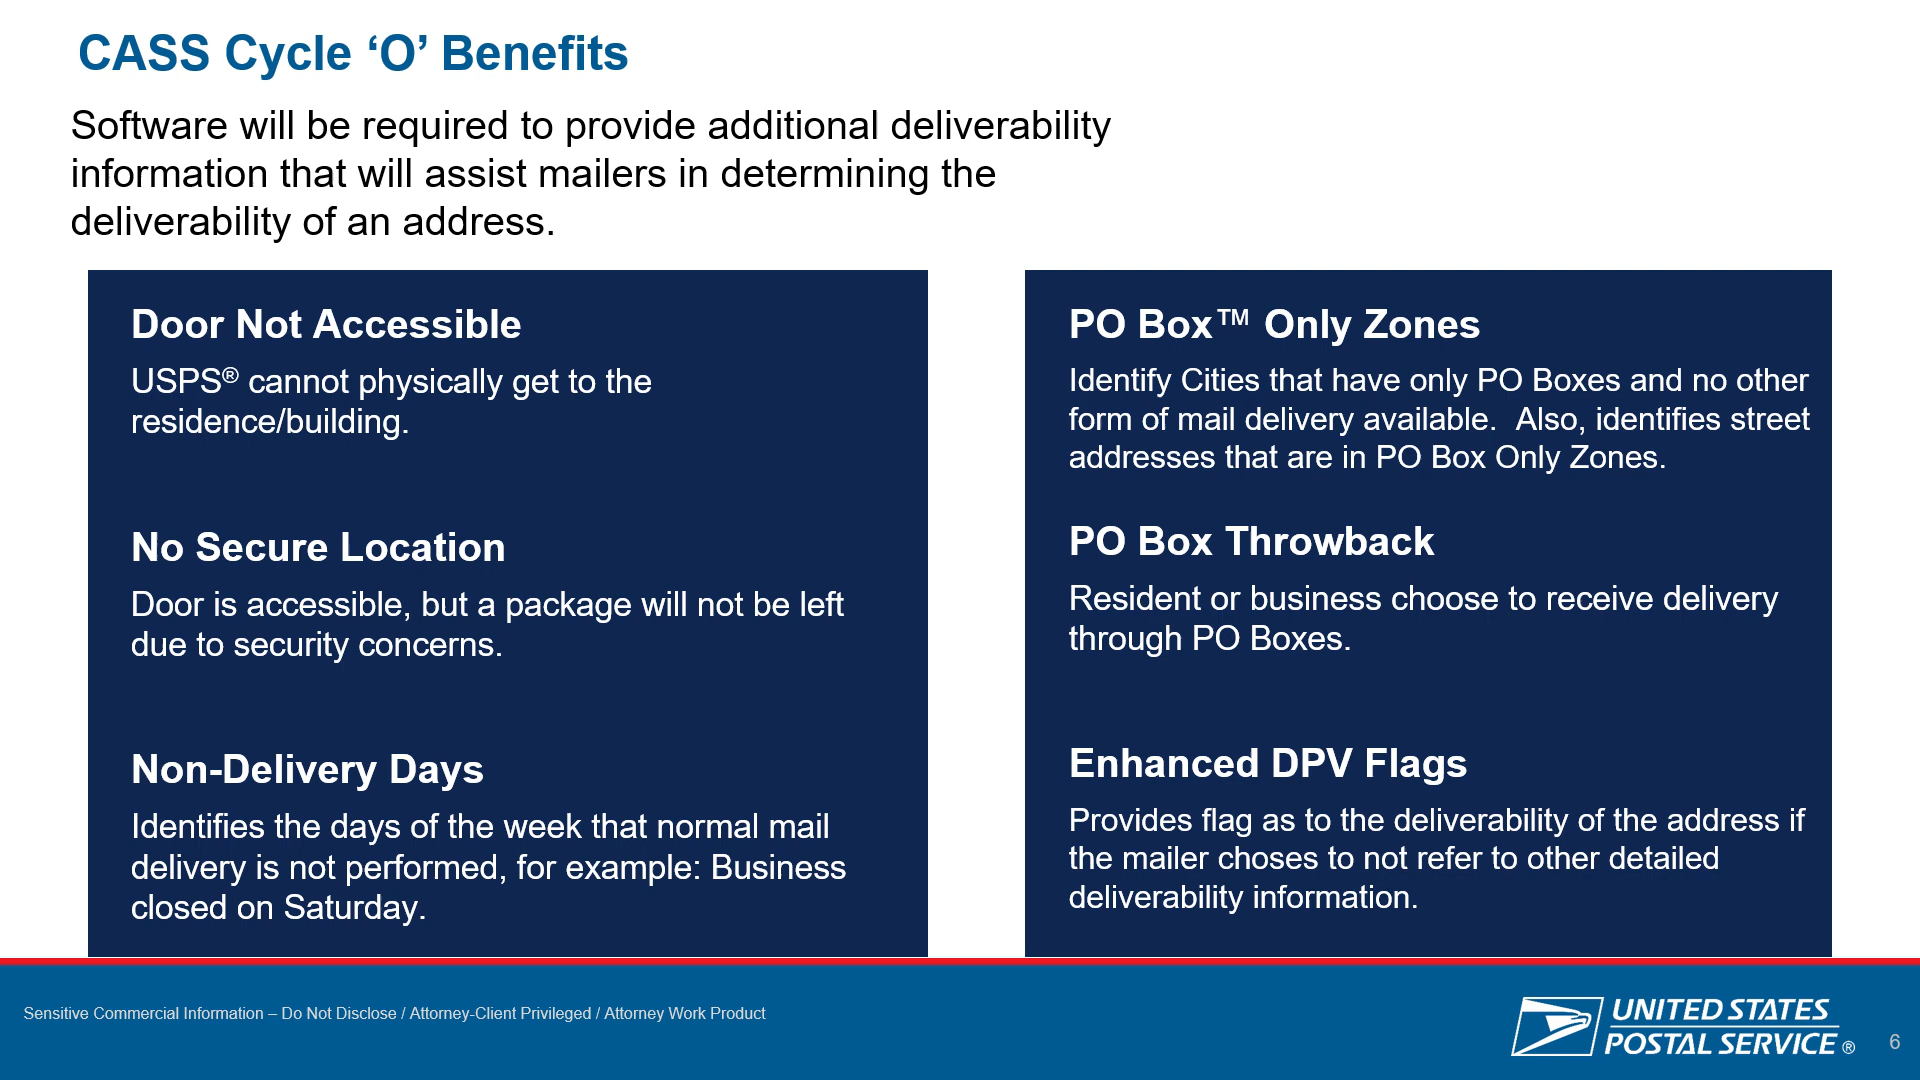 CASS Cycle ‘O’ Benefits
Software will be required to provide additional deliverability
information that will assist mailers in determining the
deliverability of an address.
Door Not Accessible
USPS® cannot physically get to the
residence/building.
No Secure Location
Door is accessible, but a package will not be left
due to security concerns.
Non-Delivery Days
Identifies the days of the week that normal mail
delivery is not performed, for example: Business
closed on Saturday.
PO Box™ Only Zones
Identify Cities that have only PO Boxes and no other
form of mail delivery available.  Also, identifies street
addresses that are in PO Box Only Zones.
PO Box Throwback
Resident or business choose to receive delivery
through PO Boxes.
Enhanced DPV Flags
Provides flag as to the deliverability of the address if
the mailer choses to not refer to other detailed
deliverability information.
Sensitive Commercial Information – Do Not Disclose / Attorney-Client Privileged / Attorney Work Product
UNITED STATES
POSTAL SERVICE ®
6